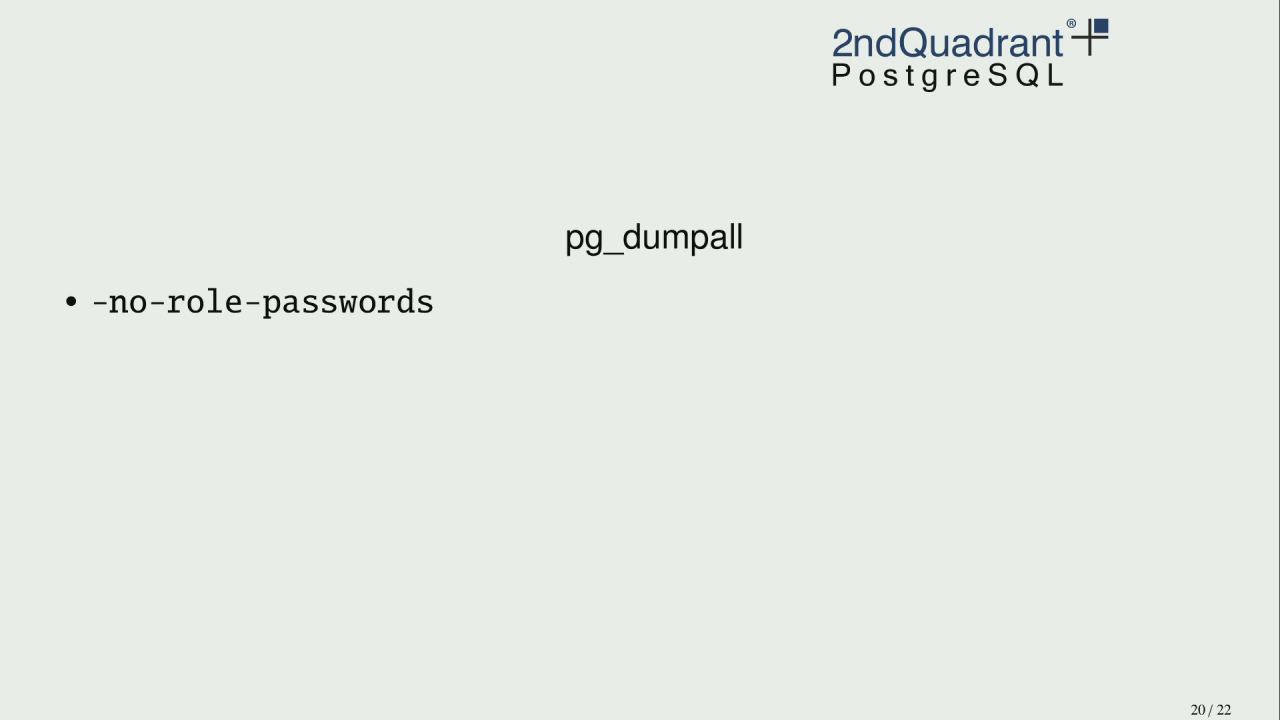 2ndQuadrant®
PostgreSQL
pg_dumpall
• -no-role-passwords
20 / 22